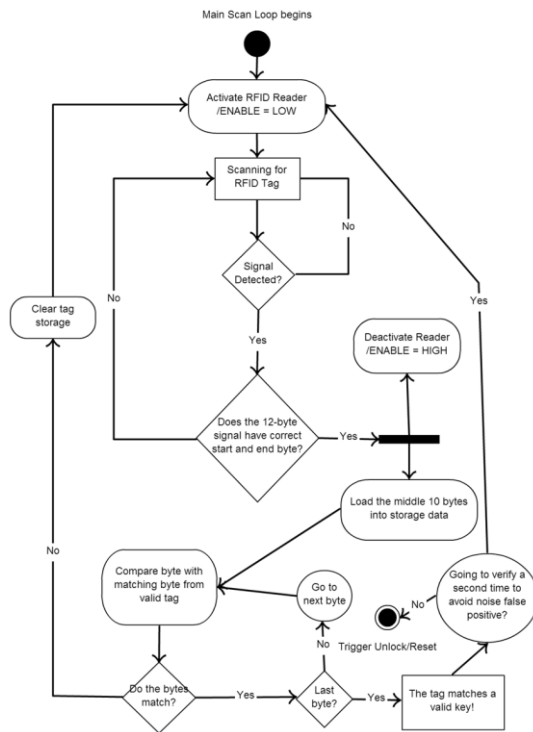 Main Scan Loop begins
Activate RFID Reader
/ENABLE = LOW
Scanning for
RFID Tag
No
Signal
Detected?
No
Yes
Clear tag
storage
Yes
Deactivate Reader
/ENABLE = HIGH
Does the 12-byte
signal have correct
start and end byte?
Yes
Load the middle 10 bytes
into storage data
No
Compare byte with
matching byte from
valid tag
Go to
next byte
Going to verify a
second time to
avoid noise false
positive?
No
Trigger Unlock/Reset
No
Do the bytes
match?
Yes
Last
byte?
Yes
The tag matches a
valid key!